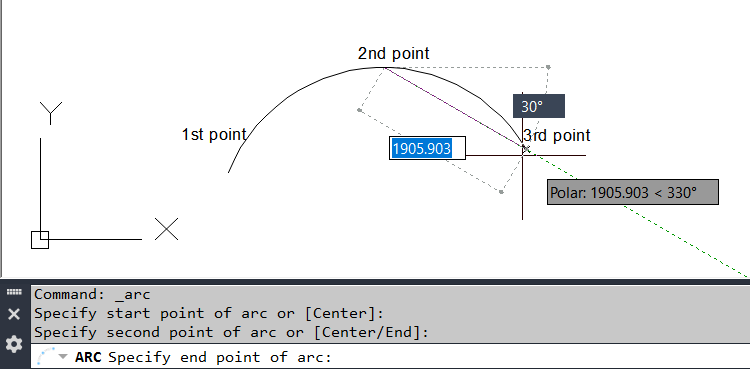 2nd point
30°
Y
1st point
3rd point
1905.903
Polar: 1905.903 < 330°
X
Command: _arc
Specify start point of arc or [Center]:
Specify second point of arc or [Center/End]:
ARC Specify end point of arc: